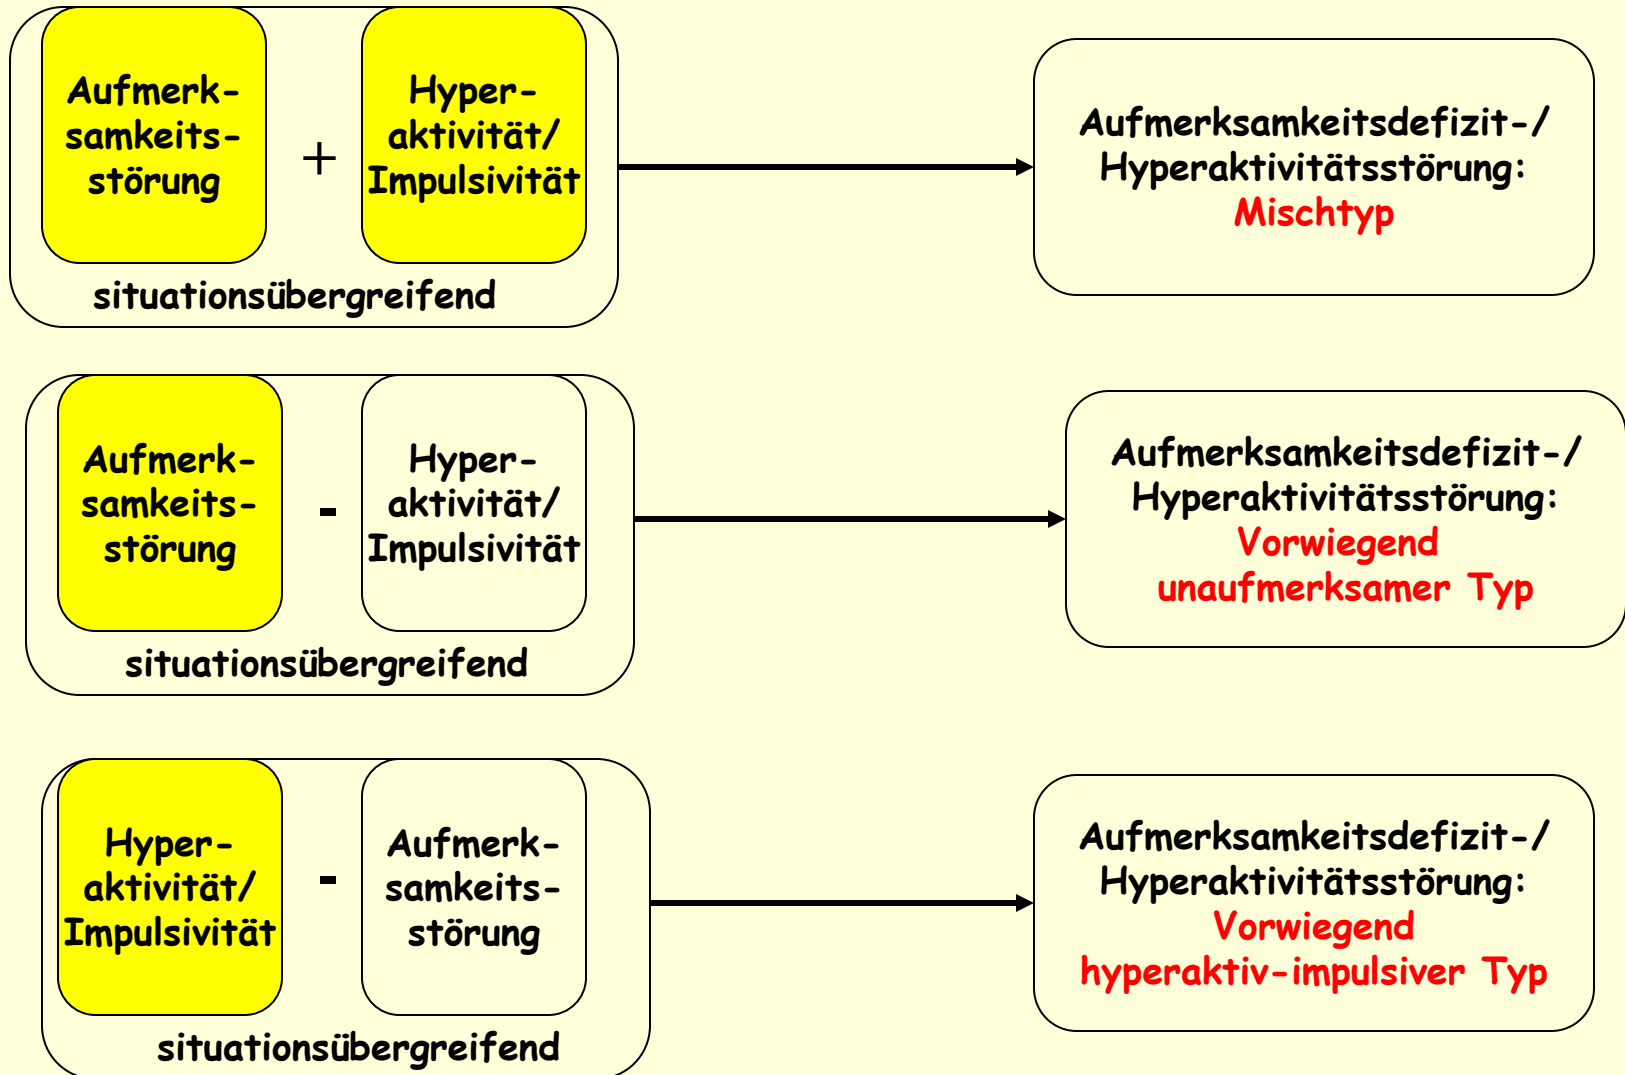 Aufmerk-
samkeits-
störung
+
Hyper-
aktivität/
Impulsivität
situationsübergreifend
Aufmerksamkeitsdefizit-/
Hyperaktivitätsstörung:
Mischtyp
Aufmerk-
samkeits-
störung
-
Hyper-
aktivität/
Impulsivität
situationsübergreifend
Aufmerksamkeitsdefizit-/
Hyperaktivitätsstörung:
Vorwiegend
unaufmerksamer Typ
Hyper-
aktivität/
Impulsivität
-
Aufmerk-
samkeits-
störung
situationsübergreifend
Aufmerksamkeitsdefizit-/
Hyperaktivitätsstörung:
Vorwiegend
hyperaktiv-impulsiver Typ